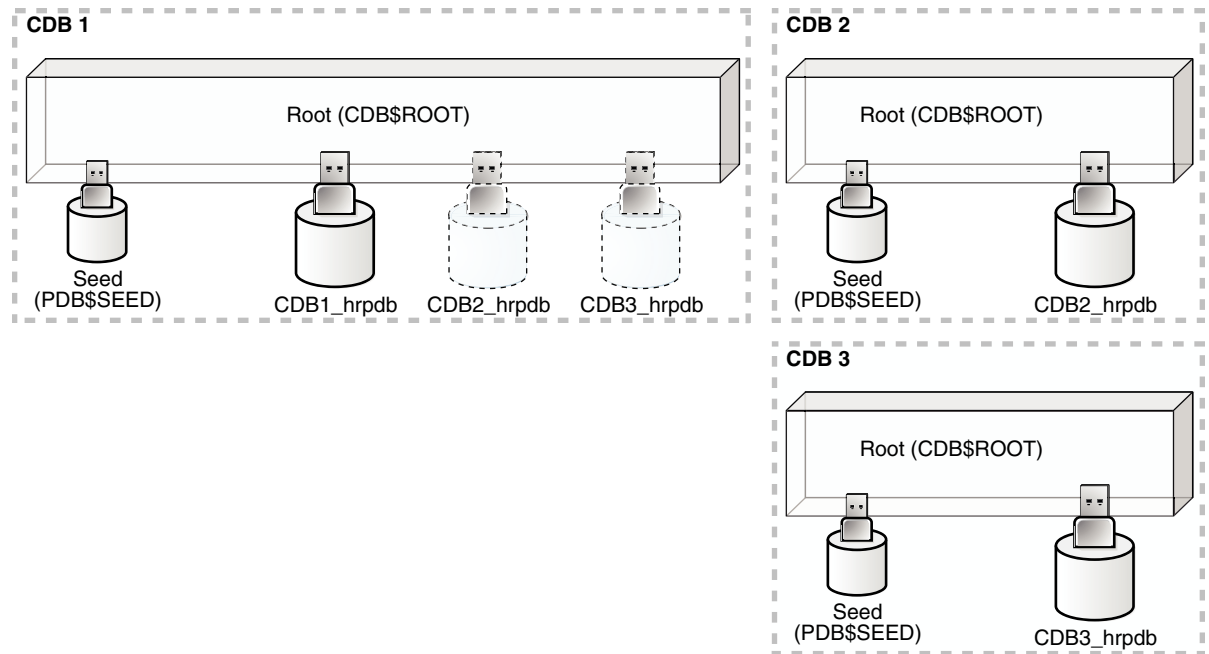 CDB 1
Root (CDB$ROOT)
Seed
(PDB$SEED)
CDB1_hrpdb
CDB2_hrpdb
CDB3_hrpdb
CDB 2
Root (CDB$ROOT)
Seed
(PDB$SEED)
CDB2_hrpdb
CDB 3
Root (CDB$ROOT)
Seed
(PDB$SEED)
CDB3_hrpdb